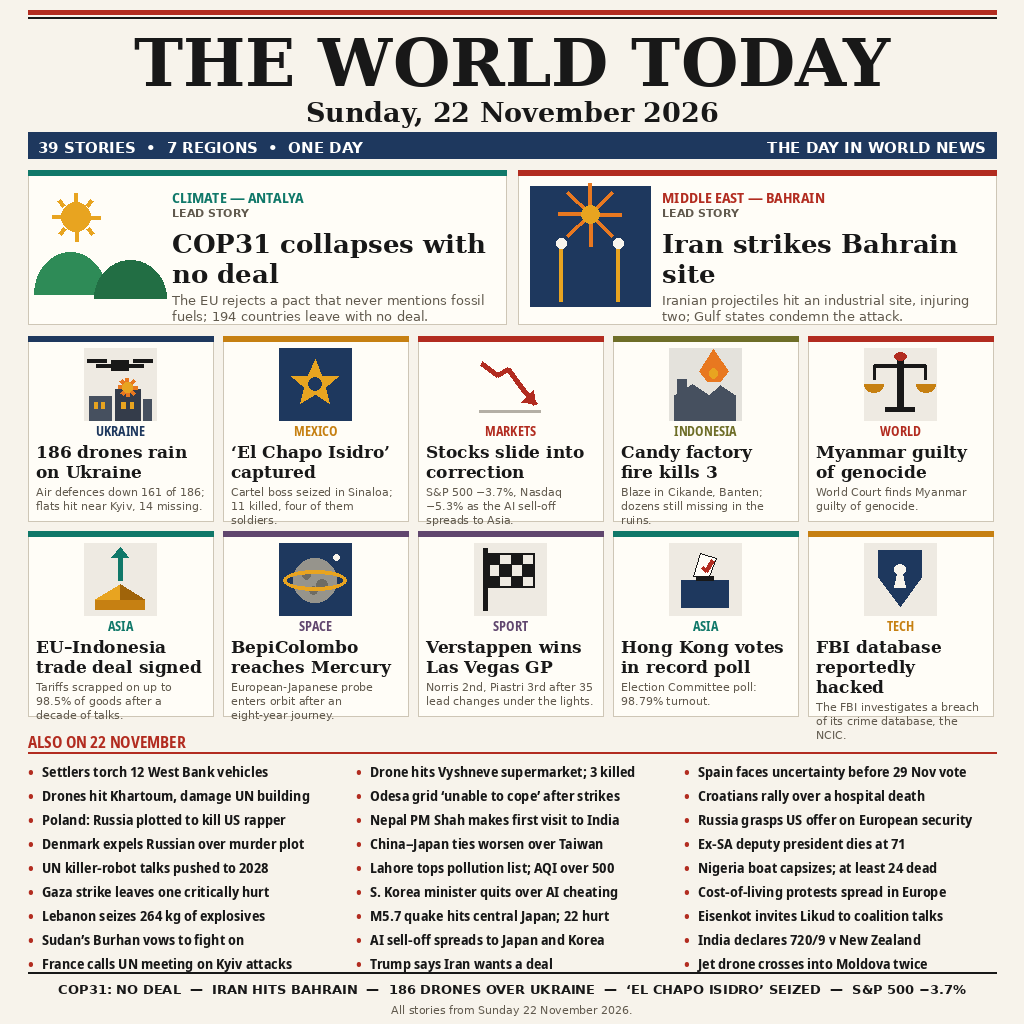 THE WORLD TODAY
Sunday, 22 November 2026
39 STORIES • 7 REGIONS • ONE DAY
THE DAY IN WORLD NEWS
CLIMATE — ANTALYA
LEAD STORY
COP31 collapses with
no deal
The EU rejects a pact that never mentions fossil
fuels; 194 countries leave with no deal.
MIDDLE EAST — BAHRAIN
LEAD STORY
Iran strikes Bahrain
site
Iranian projectiles hit an industrial site, injuring
two; Gulf states condemn the attack.
UKRAINE
186 drones rain
on Ukraine
Air defences down 161 of 186;
flats hit near Kyiv, 14 missing.
MEXICO
‘El Chapo Isidro’
captured
Cartel boss seized in Sinaloa;
11 killed, four of them
soldiers.
MARKETS
Stocks slide into
correction
S&P 500 −3.7%, Nasdaq
−5.3% as the AI sell-off
spreads to Asia.
INDONESIA
Candy factory
fire kills 3
Blaze in Cikande, Banten;
dozens still missing in the
ruins.
WORLD
Myanmar guilty
of genocide
World Court finds Myanmar
guilty of genocide.
ASIA
EU–Indonesia
trade deal signed
Tariffs scrapped on up to
98.5% of goods after a
decade of talks.
SPACE
BepiColombo
reaches Mercury
European-Japanese probe
enters orbit after an
eight-year journey.
SPORT
Verstappen wins
Las Vegas GP
Norris 2nd, Piastri 3rd after 35
lead changes under the lights.
ASIA
Hong Kong votes
in record poll
Election Committee poll:
98.79% turnout.
TECH
FBI database
reportedly
hacked
The FBI investigates a breach
of its crime database, the
NCIC.
ALSO ON 22 NOVEMBER
• Settlers torch 12 West Bank vehicles
• Drones hit Khartoum, damage UN building
• Poland: Russia plotted to kill US rapper
• Denmark expels Russian over murder plot
• UN killer-robot talks pushed to 2028
• Gaza strike leaves one critically hurt
• Lebanon seizes 264 kg of explosives
• Sudan’s Burhan vows to fight on
• France calls UN meeting on Kyiv attacks
• Drone hits Vyshneve supermarket; 3 killed
• Odesa grid ‘unable to cope’ after strikes
• Nepal PM Shah makes first visit to India
• China–Japan ties worsen over Taiwan
• Lahore tops pollution list; AQI over 500
• S. Korea minister quits over AI cheating
• M5.7 quake hits central Japan; 22 hurt
• AI sell-off spreads to Japan and Korea
• Trump says Iran wants a deal
• Spain faces uncertainty before 29 Nov vote
• Croatians rally over a hospital death
• Russia grasps US offer on European security
• Ex-SA deputy president dies at 71
• Nigeria boat capsizes; at least 24 dead
• Cost-of-living protests spread in Europe
• Eisenkot invites Likud to coalition talks
• India declares 720/9 v New Zealand
• Jet drone crosses into Moldova twice
COP31: NO DEAL — IRAN HITS BAHRAIN — 186 DRONES OVER UKRAINE — ‘EL CHAPO ISIDRO’ SEIZED — S&P 500 −3.7%
All stories from Sunday 22 November 2026.